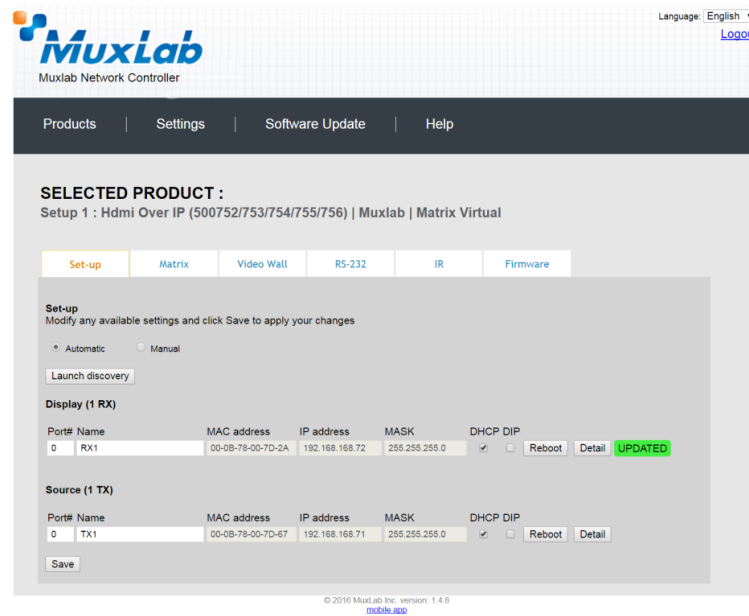 Language: English
Logou
MuxLab
Muxlab Network Controller
Products | Settings | Software Update | Help
SELECTED PRODUCT :
Setup 1 : Hdmi Over IP (500752/753/754/755/756) | Muxlab | Matrix Virtual
Set-up Matrix Video Wall RS-232 IR Firmware
Set-up
Modify any available settings and click Save to apply your changes
Automatic Manual
Launch discovery
Display (1 RX)
Port# Name MAC address IP address MASK DHCP DIP
0 RX1 00-0B-78-00-7D-2A 192.168.168.72 255.255.255.0 Reboot Detail UPDATED
Source (1 TX)
Port# Name MAC address IP address MASK DHCP DIP
0 TX1 00-0B-78-00-7D-67 192.168.168.71 255.255.255.0 Reboot Detail
Save
© 2016 MuxLab Inc. version: 1.4.8
mobile app